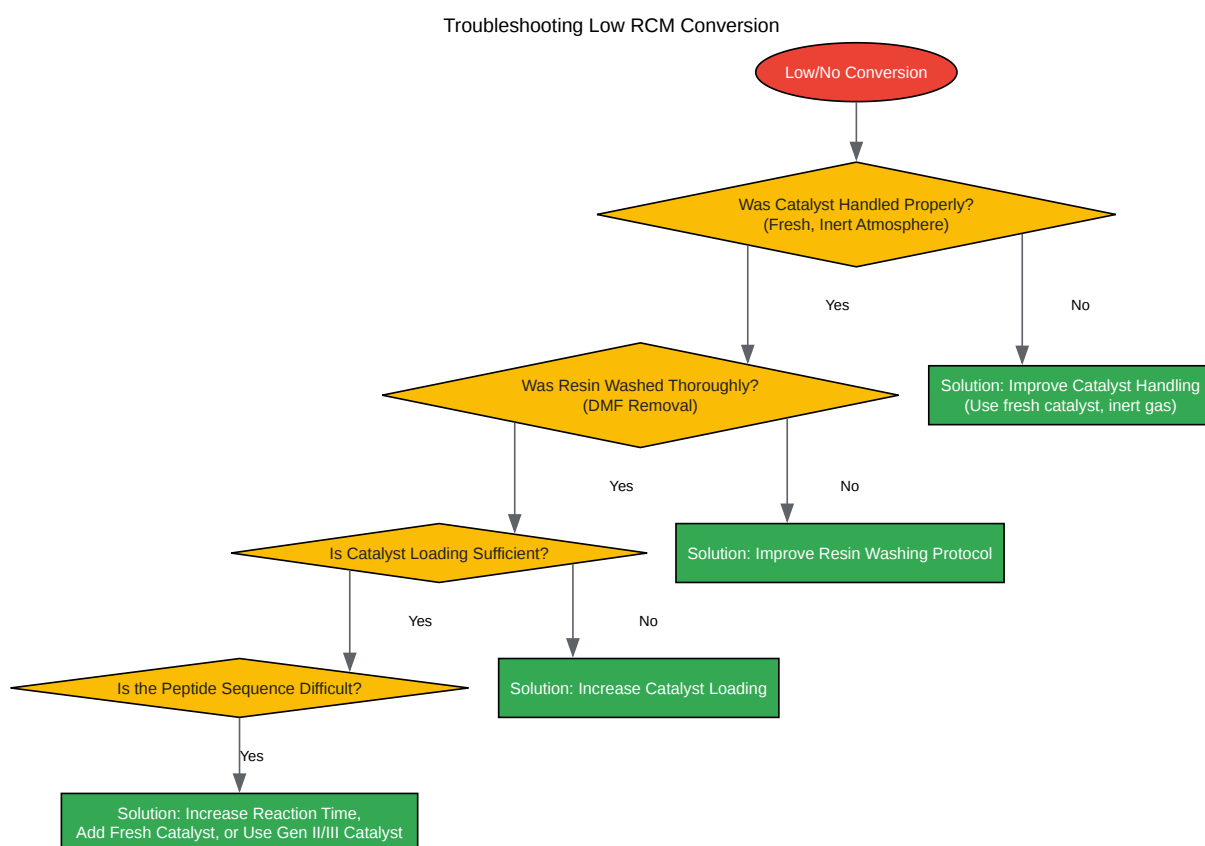 Troubleshooting Low RCM Conversion
Low/No Conversion
Was Catalyst Handled Properly?
(Fresh, Inert Atmosphere)
Yes
No
Was Resin Washed Thoroughly?
(DMF Removal)
Solution: Improve Catalyst Handling
(Use fresh catalyst, inert gas)
Yes
No
Is Catalyst Loading Sufficient?
Solution: Improve Resin Washing Protocol
Yes
No
Is the Peptide Sequence Difficult?
Solution: Increase Catalyst Loading
Yes
Solution: Increase Reaction Time,
Add Fresh Catalyst, or Use Gen II/III Catalyst